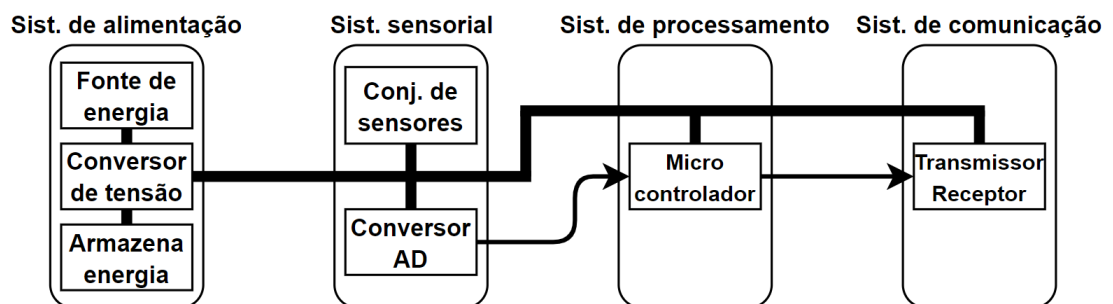 Sist. de alimentação
Sist. sensorial
Sist. de processamento
Sist. de comunicação
Fonte de
energia
Conversor
de tensão
Armazena
energia
Conj. de
sensores
Conversor
AD
Micro
controlador
Transmissor
Receptor